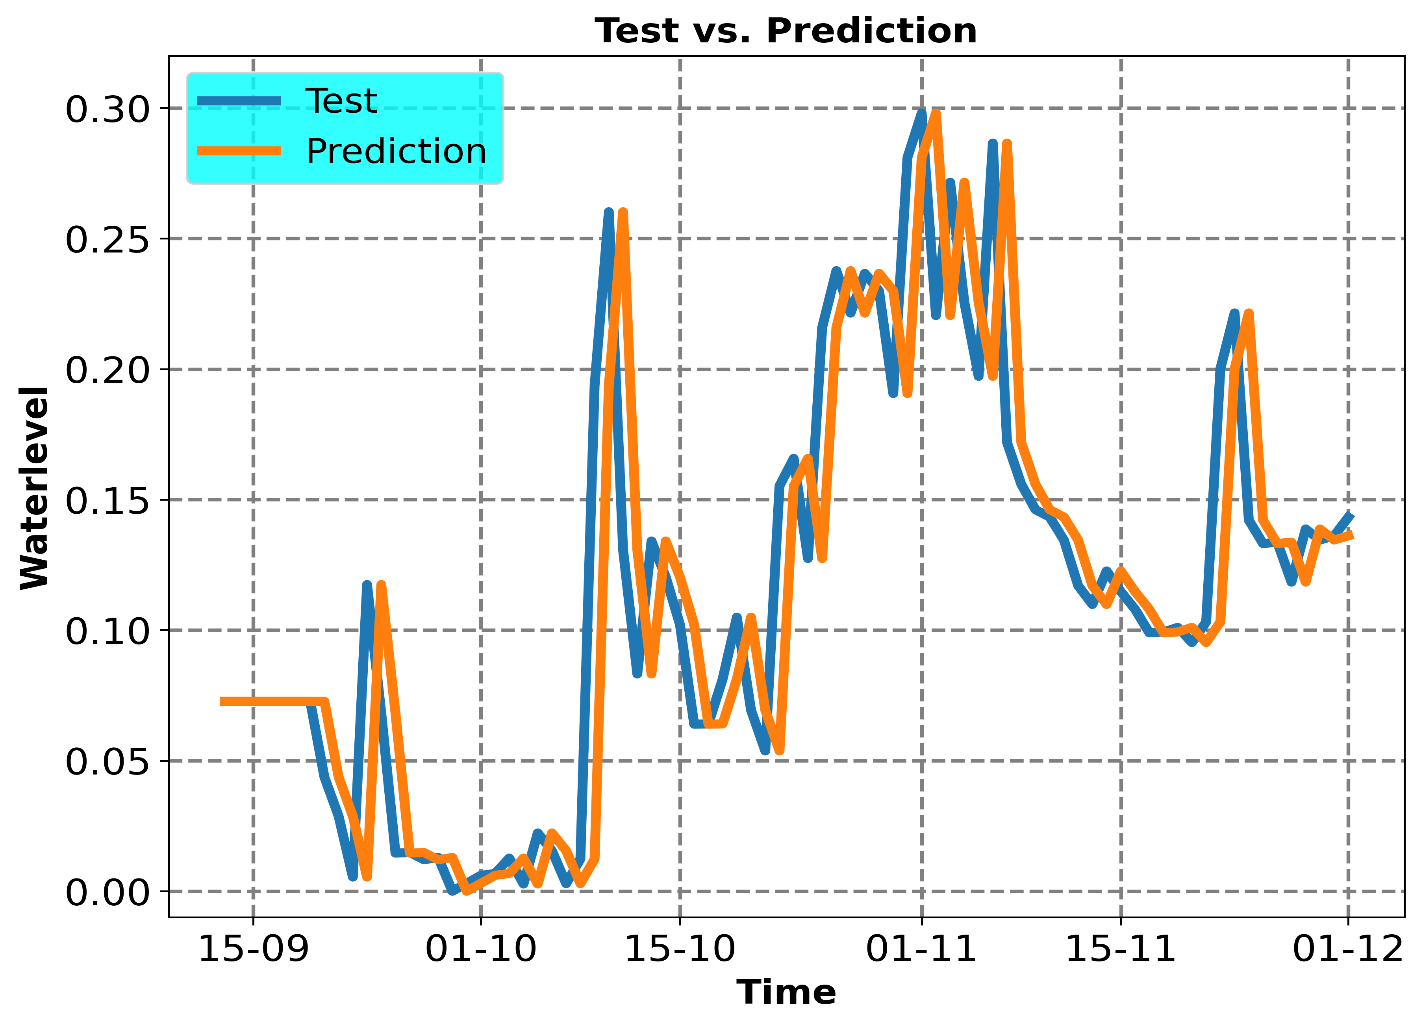 Test vs. Prediction
Test
Prediction
0.30
0.25
0.20
0.15
0.10
0.05
0.00
Waterlevel
15-09 01-10 15-10 01-11 15-11 01-12
Time